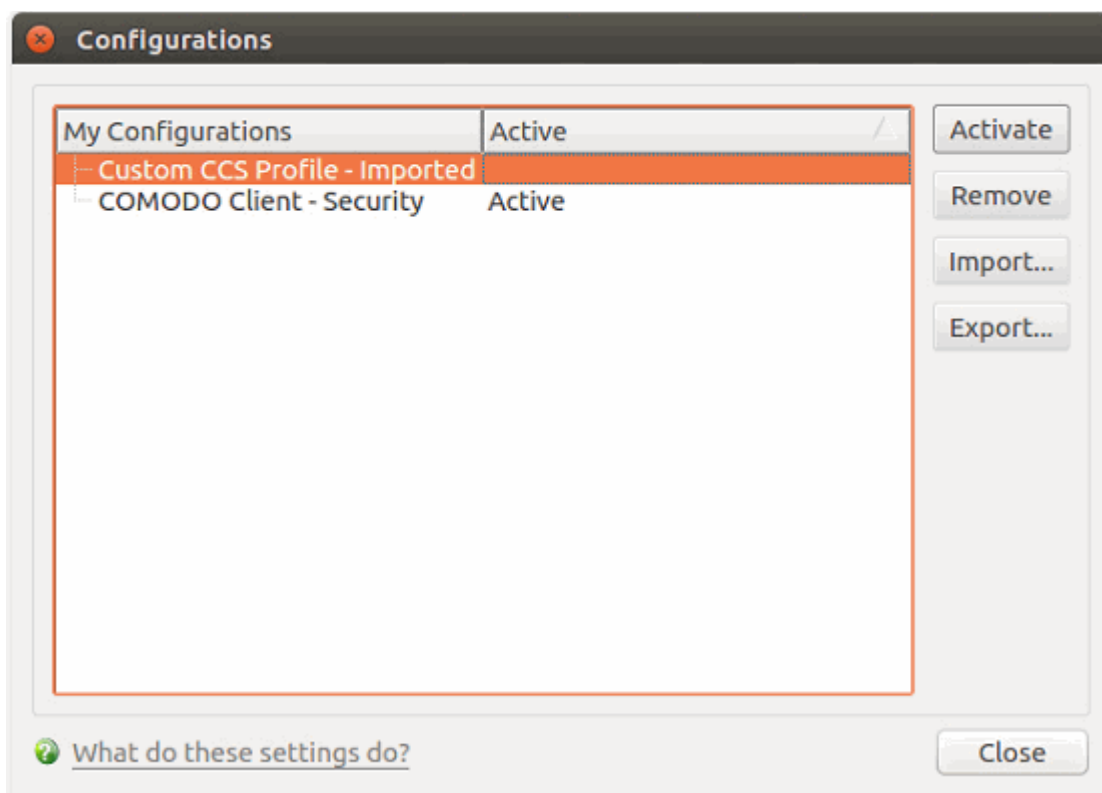 Configurations
My Configurations Active
Custom CCS Profile - Imported
COMODO Client - Security Active
Activate
Remove
Import...
Export...
What do these settings do?
Close